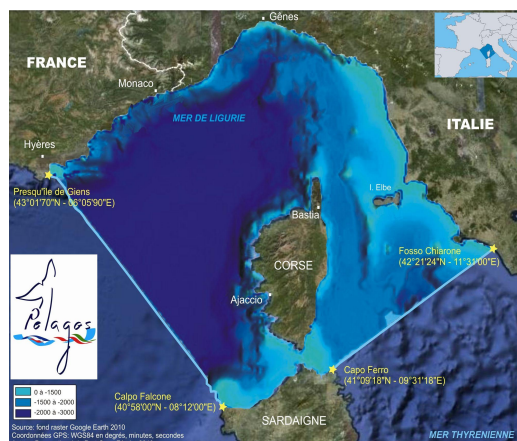 Gênes
FRANCE
Monaco
MER DE LIGURIE
ITALIE
Hyères
Presqu'île de Giens
(43°01'70"N - 06°05'90"E)
I. Elbe
Bastia
Fosso Chiarone
(42°21'24"N - 11°31'00"E)
CORSE
Pelagos
Ajaccio
Capo Ferro
(41°09'18"N - 09°31'18"E)
0 à -1500
-1500 à -2000
-2000 à -3000
Calpo Falcone
(40°58'00"N - 08°12'00"E)
SARDAIGNE
Source: fond raster Google Earth 2010
Coordonnées GPS: WGS84 en degrés, minutes, secondes
MER THYRENIENNE